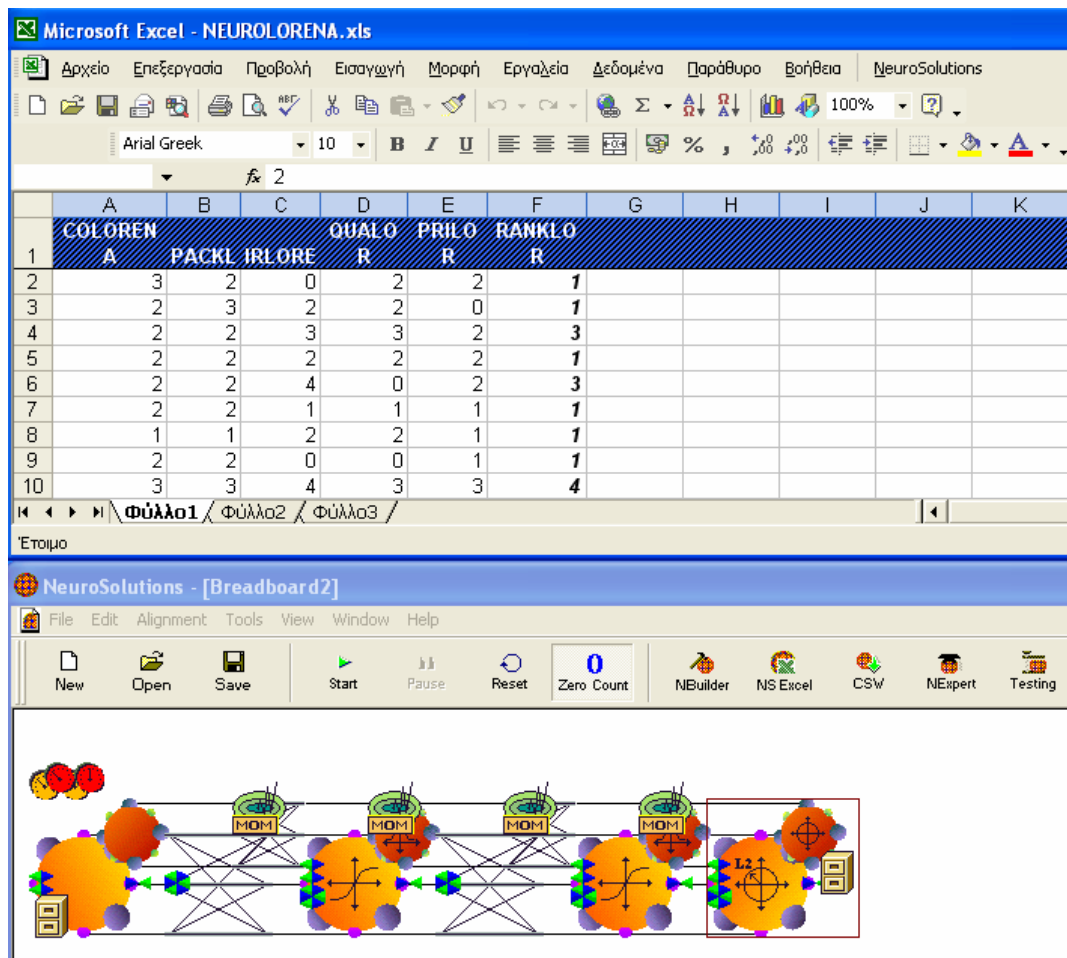 Microsoft Excel - NEUROLORENA.xls
Αρχείο Επεξεργασία Προβολή Εισαγωγή Μορφή Εργαλεία Δεδομένα Παράθυρο Βοήθεια NeuroSolutions
100%
Arial Greek 10 B I U % ,
fx 2
A B C D E F G H I J K
1 COLORENA PACKL IRLORE QUALOR PRILOR RANKLOR
2 3 2 0 2 2 1
3 2 3 2 2 0 1
4 2 2 3 3 2 3
5 2 2 2 2 2 1
6 2 2 4 0 2 3
7 2 2 1 1 1 1
8 1 1 2 2 1 1
9 2 2 0 0 1 1
10 3 3 4 3 3 4
Φύλλο1 Φύλλο2 Φύλλο3
Έτοιμο
NeuroSolutions - [Breadboard2]
File Edit Alignment Tools View Window Help
New Open Save Start Pause Reset 0 Zero Count NBuilder NS Excel CSW NExpert Testing
MOM MOM MOM MOM
L2